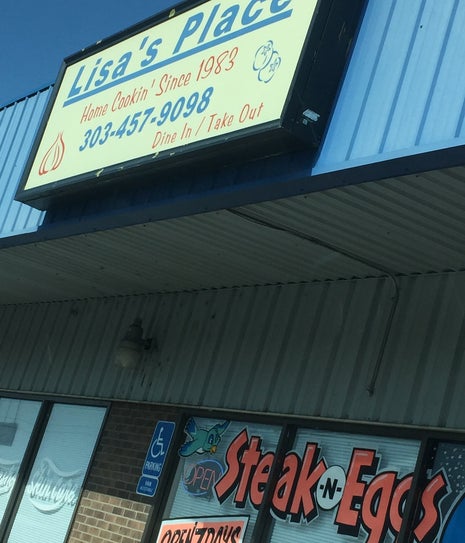 Lisa's Place
Home Cookin' Since 1983
303-457-9098
Dine In / Take Out
PARKING
OPEN
Steak-N-Eggs
OPEN 7 DAYS